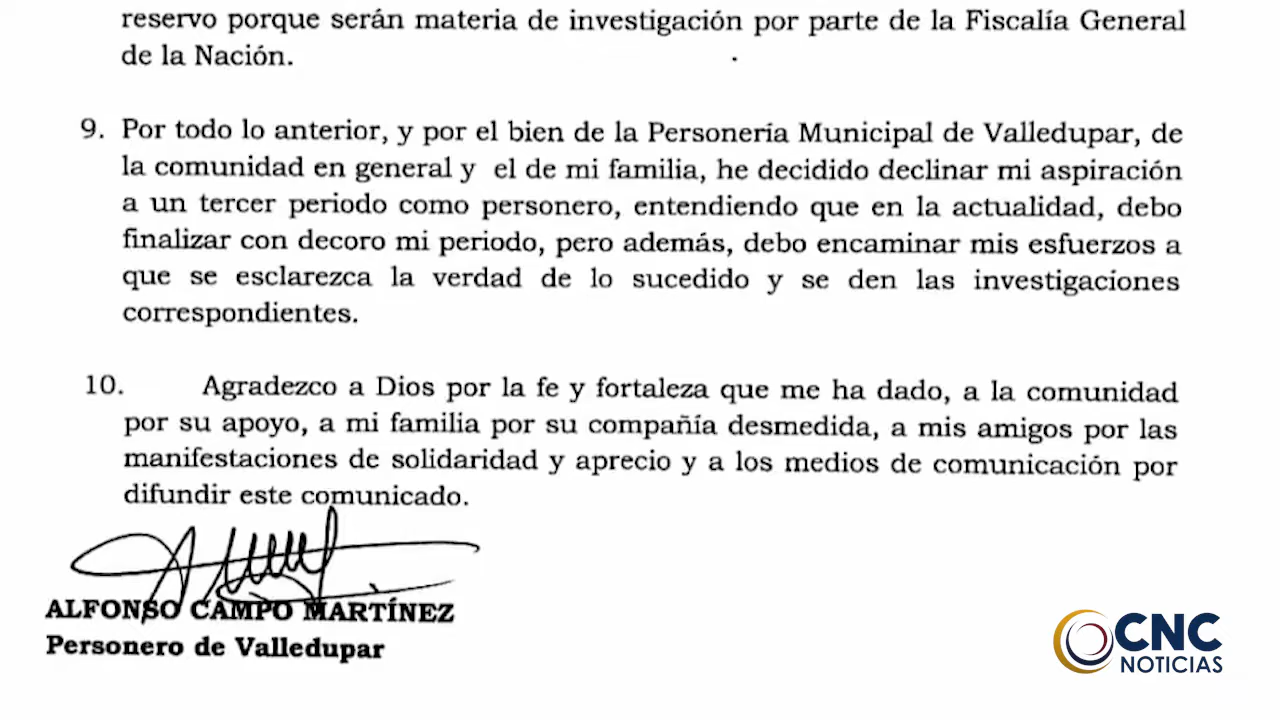 reservo porque serán materia de investigación por parte de la Fiscalía General
de la Nación.
9. Por todo lo anterior, y por el bien de la Personería Municipal de Valledupar, de
la comunidad en general y el de mi familia, he decidido declinar mi aspiración
a un tercer periodo como personero, entendiendo que en la actualidad, debo
finalizar con decoro mi periodo, pero además, debo encaminar mis esfuerzos a
que se esclarezca la verdad de lo sucedido y se den las investigaciones
correspondientes.
10. Agradezco a Dios por la fe y fortaleza que me ha dado, a la comunidad
por su apoyo, a mi familia por su compañía desmedida, a mis amigos por las
manifestaciones de solidaridad y aprecio y a los medios de comunicación por
difundir este comunicado.
ALFONSO CAMPO MARTÍNEZ
Personero de Valledupar
CNC
NOTICIAS